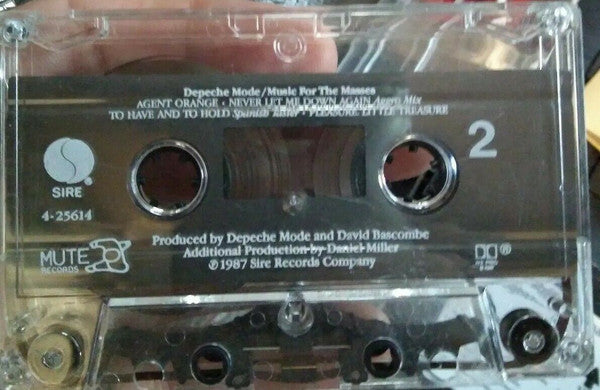 Depeche Mode/Music For The Masses
AGENT ORANGE • NEVER LET ME DOWN AGAIN Aggro Mix
TO HAVE AND TO HOLD Spanish Taster • PLEASURE, LITTLE TREASURE
2
SIRE
4-25614
Produced by Depeche Mode and David Bascombe
Additional Production by Daniel Miller
℗ 1987 Sire Records Company
MUTE
RECORDS